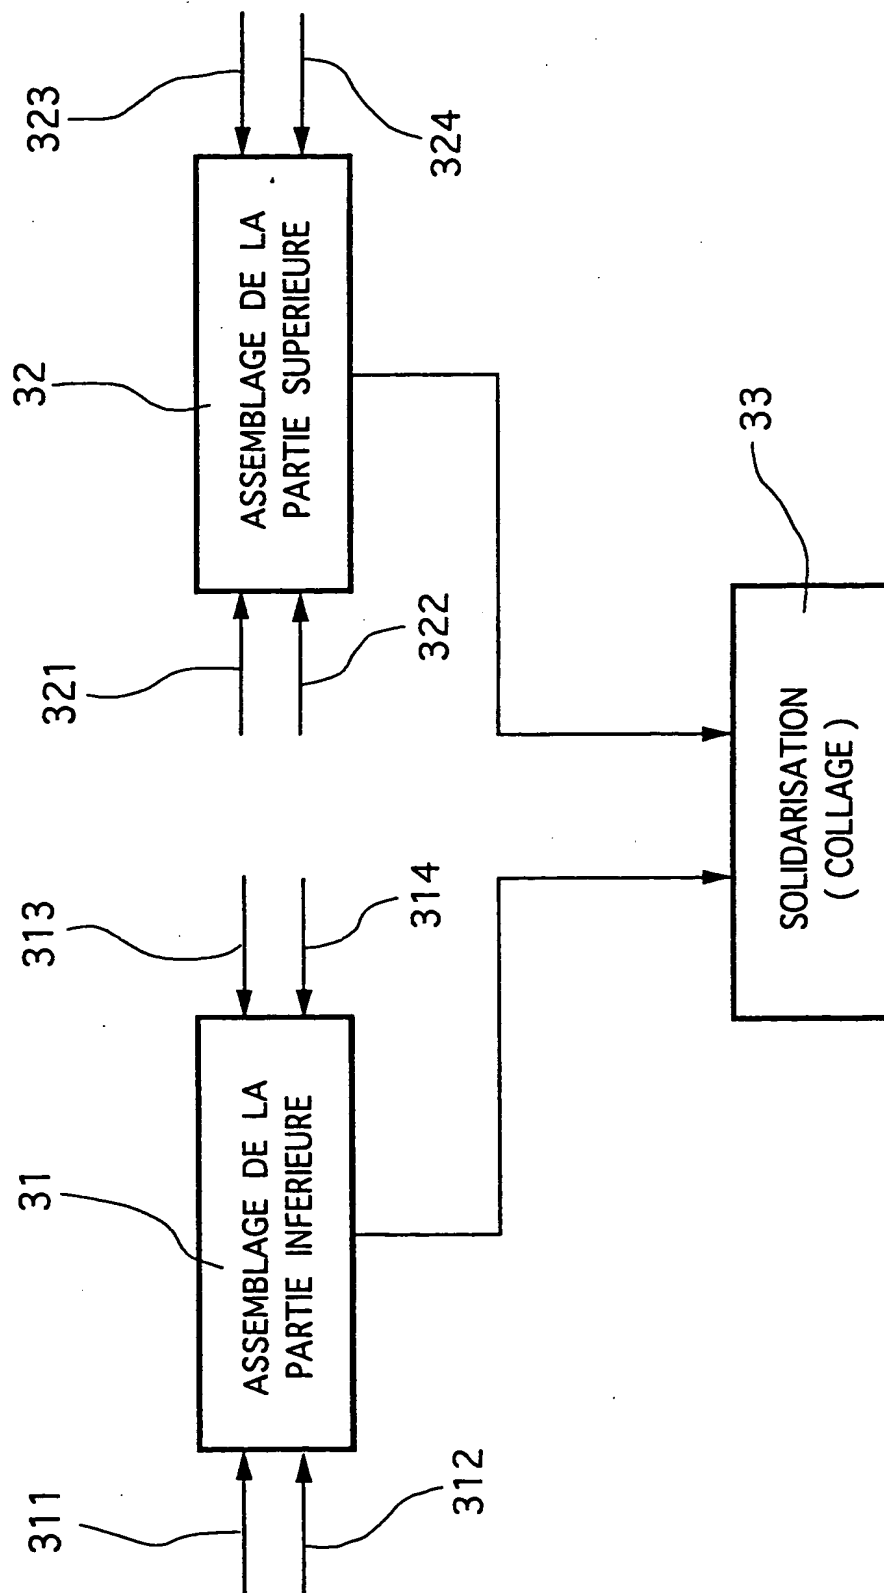 31
311
312
313
314
ASSEMBLAGE DE LA
PARTIE INFERIEURE
32
321
322
323
324
ASSEMBLAGE DE LA
PARTIE SUPERIEURE
33
SOLIDARISATION
( COLLAGE )